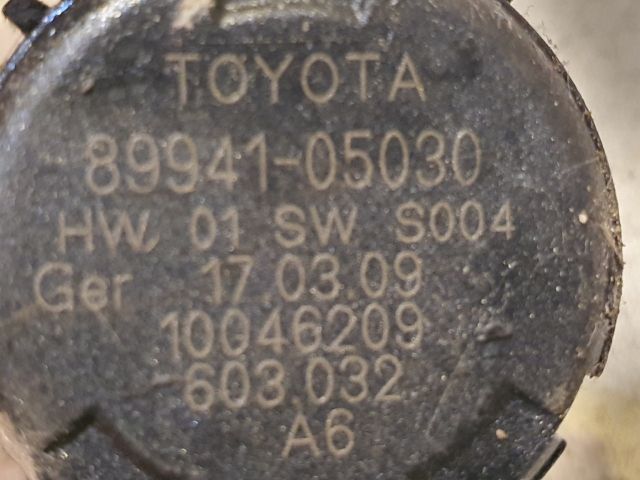 TOYOTA
89941-05030
HW 01 SW S004
Ger 17.03.09
10046209
603.032
A6